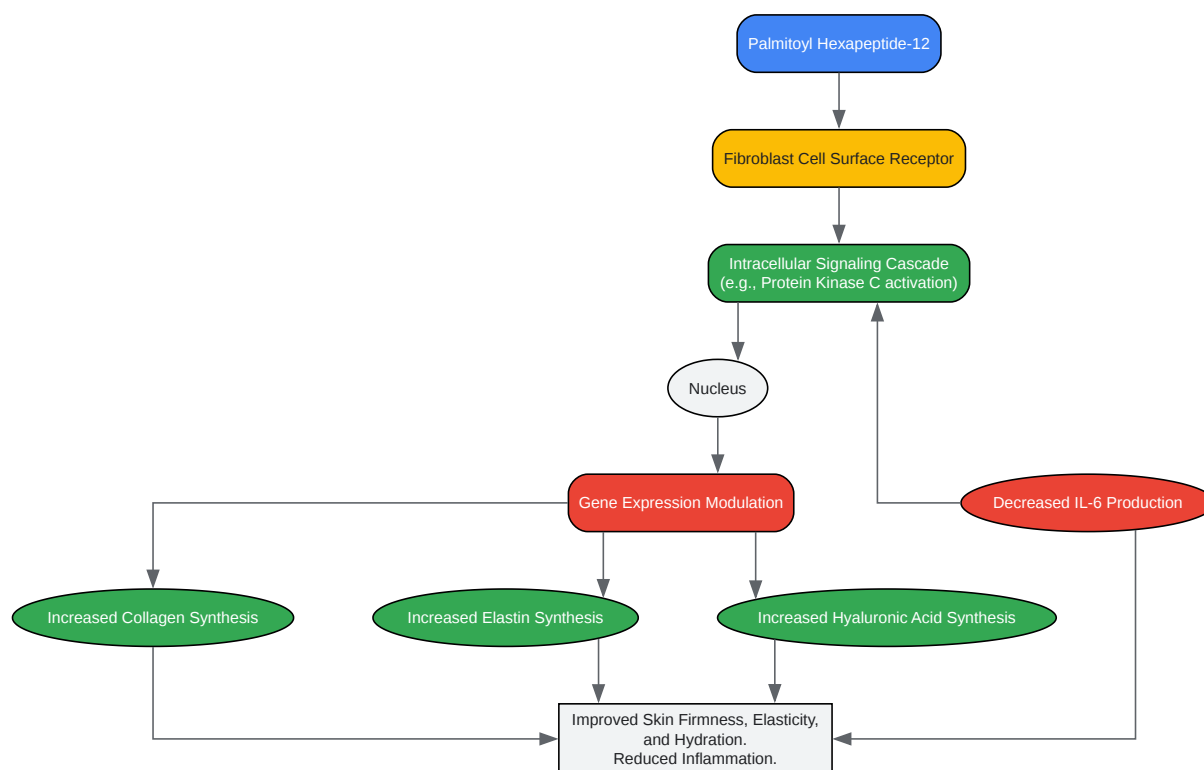 Palmitoyl Hexapeptide-12
Fibroblast Cell Surface Receptor
Intracellular Signaling Cascade
(e.g., Protein Kinase C activation)
Nucleus
Gene Expression Modulation
Decreased IL-6 Production
Increased Collagen Synthesis
Increased Elastin Synthesis
Increased Hyaluronic Acid Synthesis
Improved Skin Firmness, Elasticity,
and Hydration.
Reduced Inflammation.